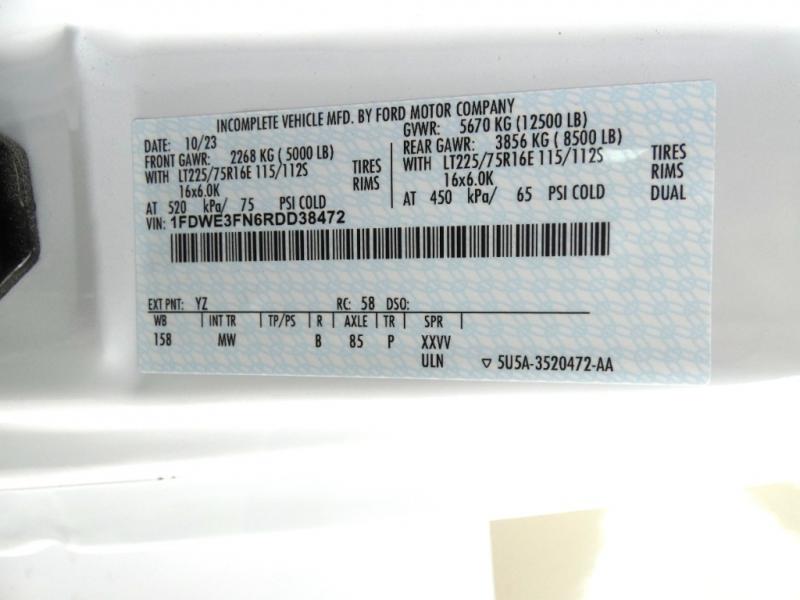 INCOMPLETE VEHICLE MFD. BY FORD MOTOR COMPANY
DATE: 10/23 GVWR: 5670 KG (12500 LB)
FRONT GAWR: 2268 KG ( 5000 LB) REAR GAWR: 3856 KG ( 8500 LB)
WITH LT225/75R16E 115/112S TIRES WITH LT225/75R16E 115/112S TIRES
16x6.0K RIMS 16x6.0K RIMS
AT 520 kPa/ 75 PSI COLD AT 450 kPa/ 65 PSI COLD DUAL
VIN: 1FDWE3FN6RDD38472
EXT PNT: YZ RC: 58 DSO:
WB INT TR TP/PS R AXLE TR SPR
158 MW B 85 P XXVV
ULN ▽ 5U5A-3520472-AA